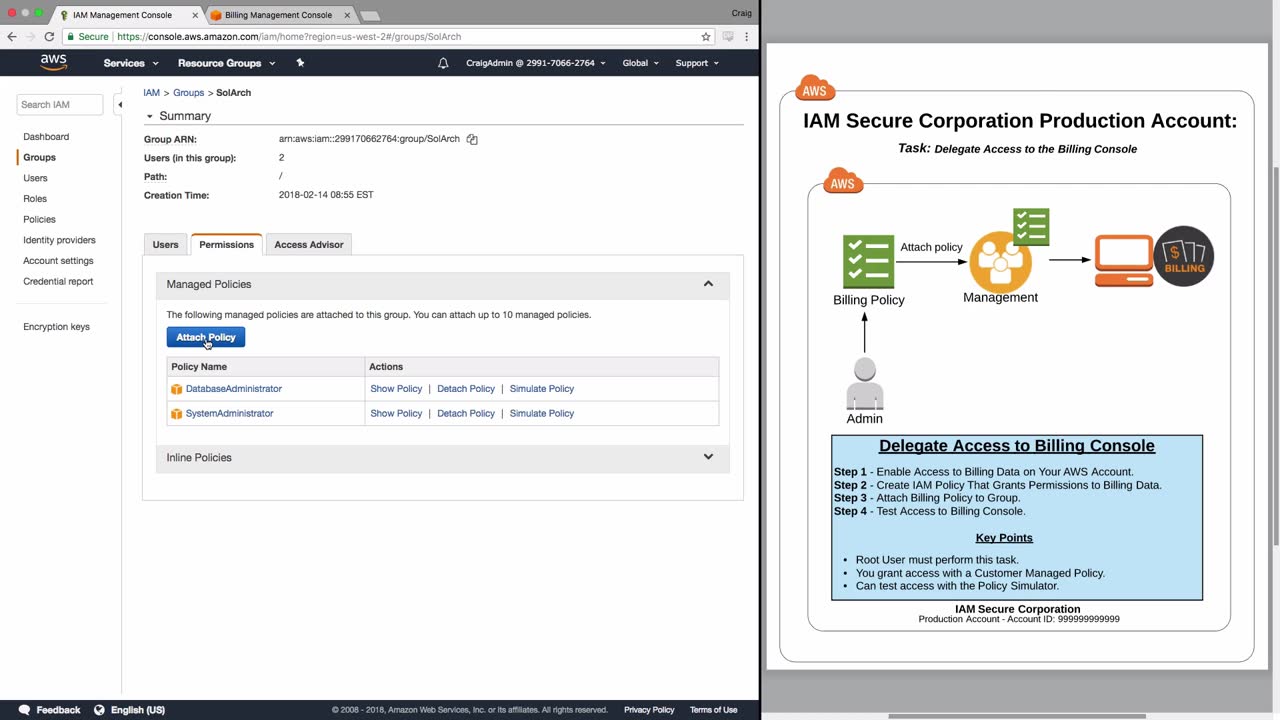 IAM Management Console
Billing Management Console
Craig
Secure | https://console.aws.amazon.com/iam/home?region=us-west-2#/groups/SolArch
aws
Services
Resource Groups
CraigAdmin @ 2991-7066-2764
Global
Support
Search IAM
Dashboard
Groups
Users
Roles
Policies
Identity providers
Account settings
Credential report
Encryption keys
IAM > Groups > SolArch
Summary
Group ARN: arn:aws:iam::299170662764:group/SolArch
Users (in this group): 2
Path: /
Creation Time: 2018-02-14 08:55 EST
Users
Permissions
Access Advisor
Managed Policies
The following managed policies are attached to this group. You can attach up to 10 managed policies.
Attach Policy
Policy Name Actions
DatabaseAdministrator Show Policy | Detach Policy | Simulate Policy
SystemAdministrator Show Policy | Detach Policy | Simulate Policy
Inline Policies
Feedback
English (US)
© 2008 - 2018, Amazon Web Services, Inc. or its affiliates. All rights reserved.
Privacy Policy
Terms of Use
AWS
IAM Secure Corporation Production Account:
Task: Delegate Access to the Billing Console
AWS
Attach policy
$
BILLING
Billing Policy
Management
Admin
Delegate Access to Billing Console
Step 1 - Enable Access to Billing Data on Your AWS Account.
Step 2 - Create IAM Policy That Grants Permissions to Billing Data.
Step 3 - Attach Billing Policy to Group.
Step 4 - Test Access to Billing Console.
Key Points
• Root User must perform this task.
• You grant access with a Customer Managed Policy.
• Can test access with the Policy Simulator.
IAM Secure Corporation
Production Account - Account ID: 999999999999